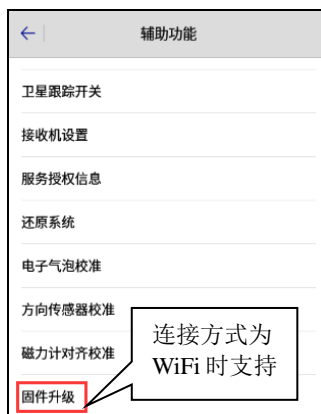 辅助功能
卫星跟踪开关
接收机设置
服务授权信息
还原系统
电子气泡校准
方向传感器校准
磁力计对齐校准
固件升级
连接方式为
WiFi 时支持